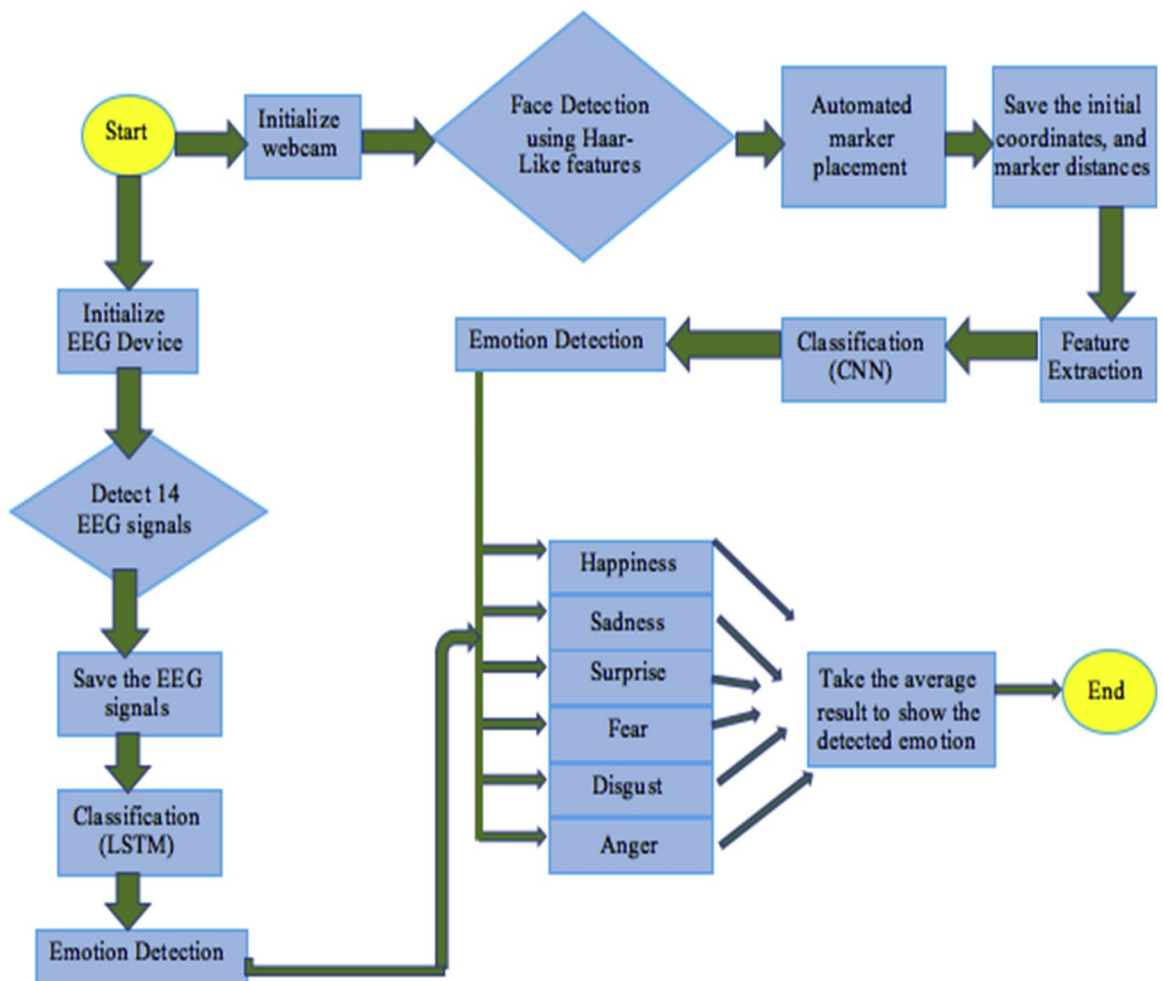 Start
Initialize
webcam
Face Detection
using Haar-
Like features
Automated
marker
placement
Save the initial
coordinates, and
marker distances
Initialize
EEG Device
Emotion Detection
Classification
(CNN)
Feature
Extraction
Detect 14
EEG signals
Save the EEG
signals
Classification
(LSTM)
Emotion Detection
Happiness
Sadness
Surprise
Fear
Disgust
Anger
Take the average
result to show the
detected emotion
End